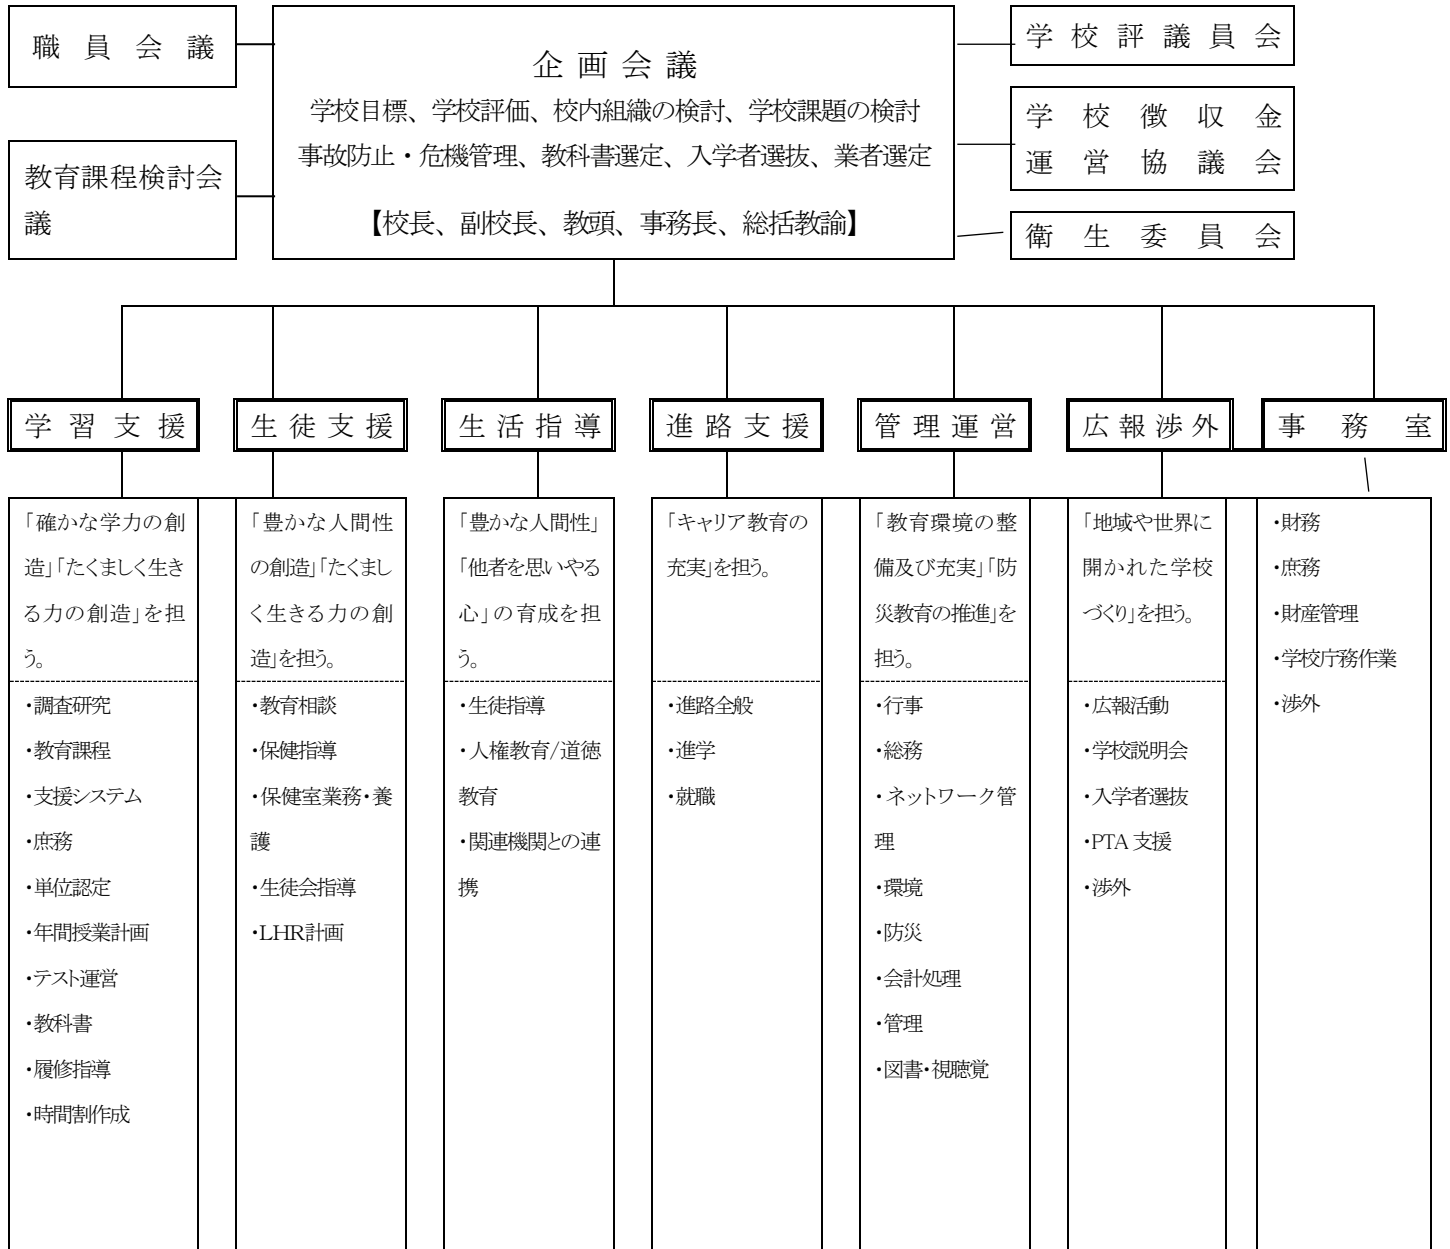 職員会議
教育課程検討会
議
企画会議
学校目標、学校評価、校内組織の検討、学校課題の検討
事故防止・危機管理、教科書選定、入学者選抜、業者選定
【校長、副校長、教頭、事務長、総括教諭】
学校評議員会
学校徴収金
運営協議会
衛生委員会
学習支援
「確かな学力の創
造」「たくましく生き
る力の創造」を担
う。
・調査研究
・教育課程
・支援システム
・庶務
・単位認定
・年間授業計画
・テスト運営
・教科書
・履修指導
・時間割作成
生徒支援
「豊かな人間性
の創造」「たくまし
く生きる力の創
造」を担う。
・教育相談
・保健指導
・保健室業務・養
護
・生徒会指導
・LHR計画
生活指導
「豊かな人間性」
「他者を思いやる
心」の育成を担
う。
・生徒指導
・人権教育/道徳
教育
・関連機関との連
携
進路支援
「キャリア教育の
充実」を担う。
・進路全般
・進学
・就職
管理運営
「教育環境の整
備及び充実」「防
災教育の推進」を
担う。
・行事
・総務
・ネットワーク管
理
・環境
・防災
・会計処理
・管理
・図書・視聴覚
広報渉外
「地域や世界に
開かれた学校
づくり」を担う。
・広報活動
・学校説明会
・入学者選抜
・PTA 支援
・渉外
事務室
・財務
・庶務
・財産管理
・学校庁務作業
・渉外